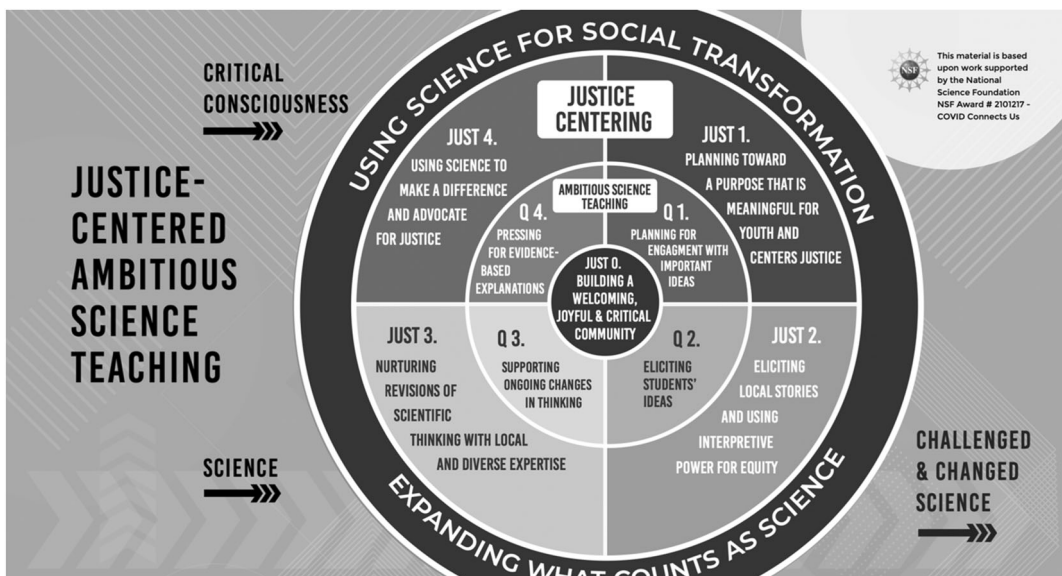 CRITICAL
CONSCIOUSNESS
JUSTICE-
CENTERED
AMBITIOUS
SCIENCE
TEACHING
SCIENCE
USING SCIENCE FOR SOCIAL TRANSFORMATION
JUSTICE
CENTERING
JUST 4.
USING SCIENCE TO
MAKE A DIFFERENCE
AND ADVOCATE
FOR JUSTICE
JUST 1.
PLANNING TOWARD
A PURPOSE THAT IS
MEANINGFUL FOR
YOUTH AND
CENTERS JUSTICE
AMBITIOUS SCIENCE
TEACHING
Q 4.
PRESSING
FOR EVIDENCE-
BASED
EXPLANATIONS
Q 1.
PLANNING FOR
ENGAGMENT WITH
IMPORTANT
IDEAS
JUST 0.
BUILDING A
WELCOMING,
JOYFUL & CRITICAL
COMMUNITY
JUST 3.
NURTURING
REVISIONS OF
SCIENTIFIC
THINKING WITH LOCAL
AND DIVERSE EXPERTISE
Q 3.
SUPPORTING
ONGOING CHANGES
IN THINKING
Q 2.
ELICITING
STUDENTS'
IDEAS
JUST 2.
ELICITING
LOCAL STORIES
AND USING
INTERPRETIVE
POWER FOR EQUITY
EXPANDING WHAT COUNTS AS SCIENCE
NSF
This material is based
upon work supported
by the National
Science Foundation
NSF Award # 2101217 -
COVID Connects Us
CHALLENGED
& CHANGED
SCIENCE